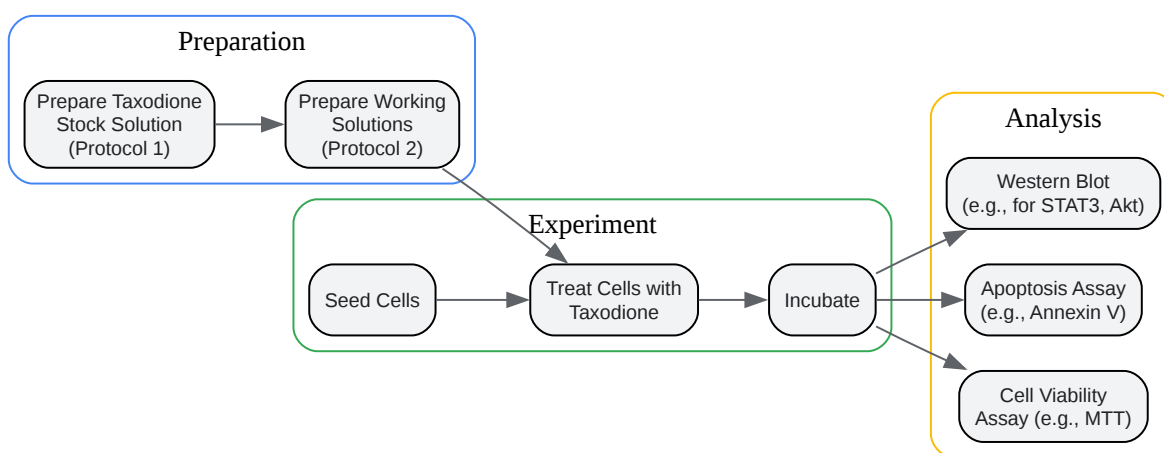 Preparation
Prepare Taxodione
Stock Solution
(Protocol 1)
Prepare Working
Solutions
(Protocol 2)
Experiment
Seed Cells
Treat Cells with
Taxodione
Incubate
Analysis
Western Blot
(e.g., for STAT3, Akt)
Apoptosis Assay
(e.g., Annexin V)
Cell Viability
Assay (e.g., MTT)